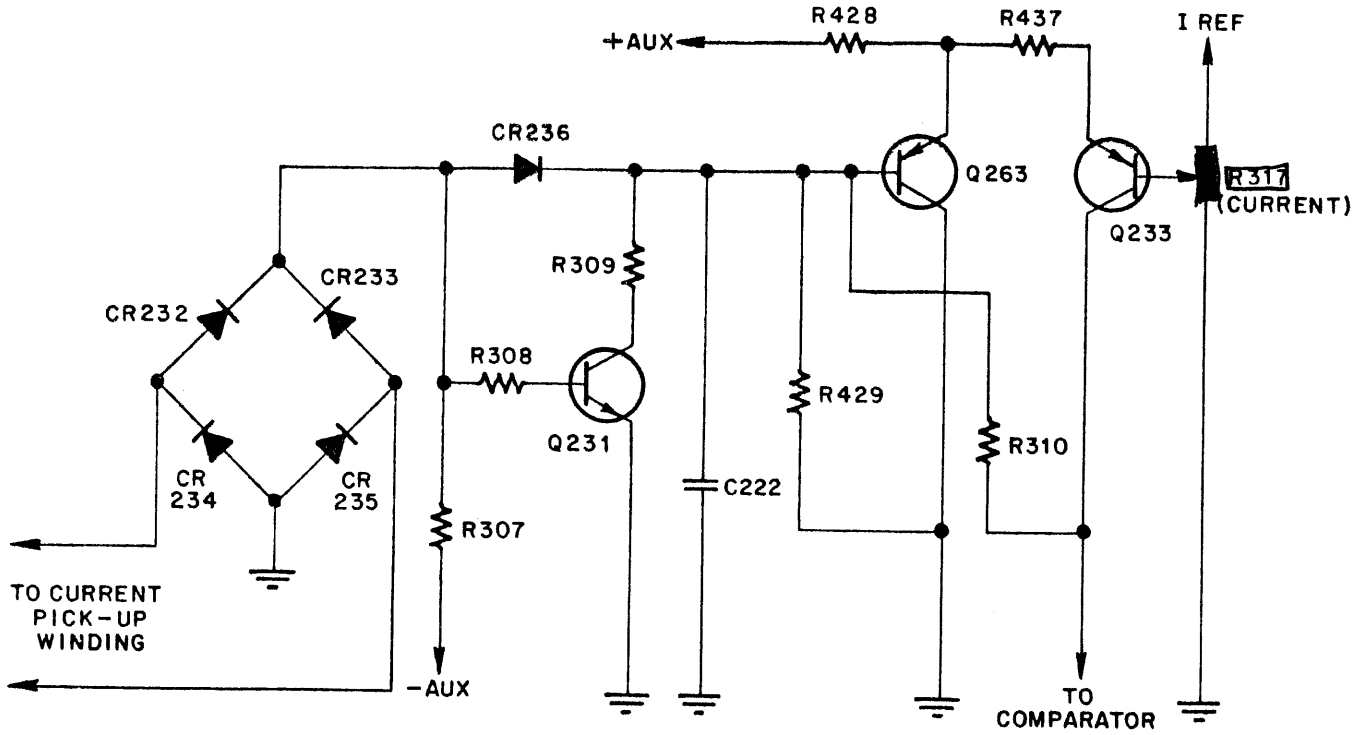 R428
R437
I REF
+AUX
CR236
Q263
R317
(CURRENT)
Q233
R309
CR233
CR232
R308
R429
Q231
R310
CR
234
CR
235
C222
R307
TO CURRENT
PICK-UP
WINDING
-AUX
TO
COMPARATOR